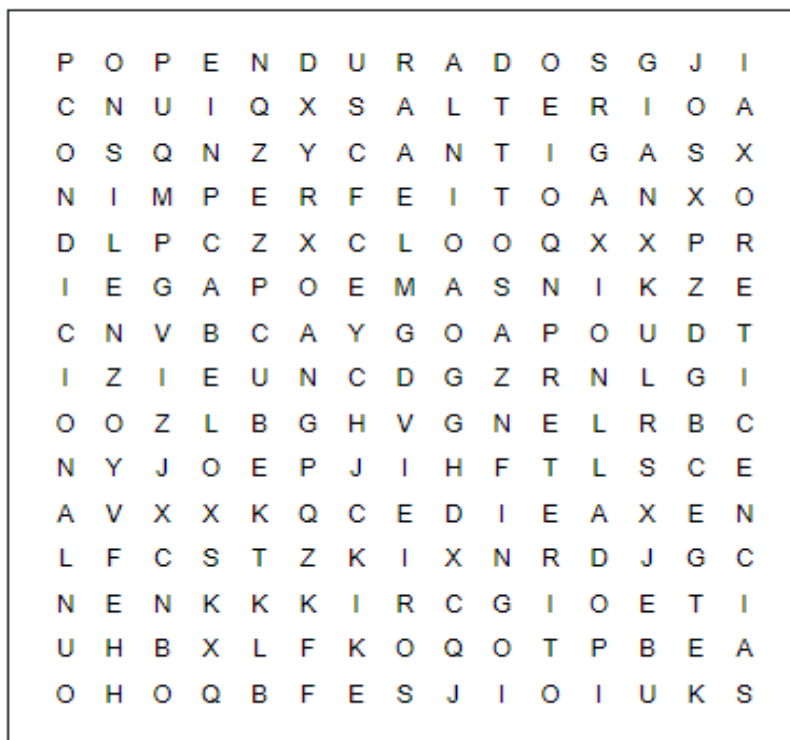 P O P E N D U R A D O S G J I
C N U I Q X S A L T E R I O A
O S Q N Z Y C A N T I G A S X
N I M P E R F E I T O A N X O
D L P C Z X C L O O Q X X P R
I E G A P O E M A S N I K Z E
C N V B C A Y G O A P O U D T
I Z I E U N C D G Z R N L G I
O O Z L B G H V G N E L R B C
N Y J O E P J I H F T L S C E
A V X X K Q C E D I E A X E N
L F C S T Z K I X N R D J G C
N E N K K K I R C G I O E T I
U H B X L F K O Q O T P B E A
O H O Q B F E S J I O I U K S